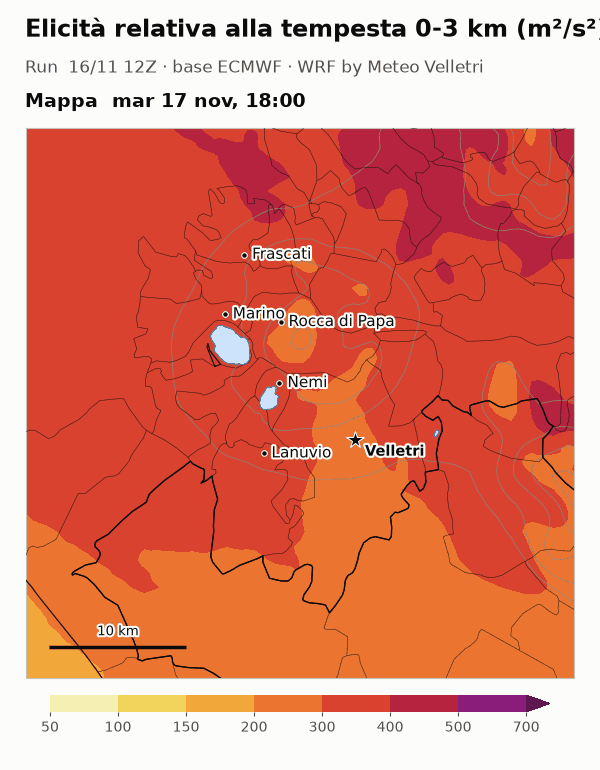 Elicità relativa alla tempesta 0-3 km (m²/s²)
Run 16/11 12Z · base ECMWF · WRF by Meteo Velletri
Mappa mar 17 nov, 18:00
Frascati
Marino
Rocca di Papa
Nemi
Lanuvio
Velletri
10 km
50 100 150 200 300 400 500 700